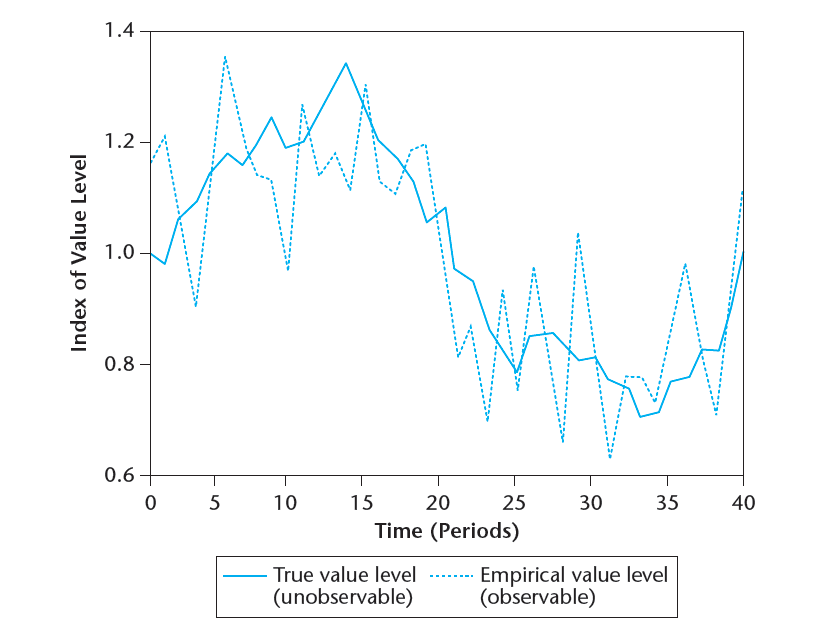 1.4
1.2
1.0
0.8
0.6
Index of Value Level
0 5 10 15 20 25 30 35 40
Time (Periods)
True value level
(unobservable)
Empirical value level
(observable)